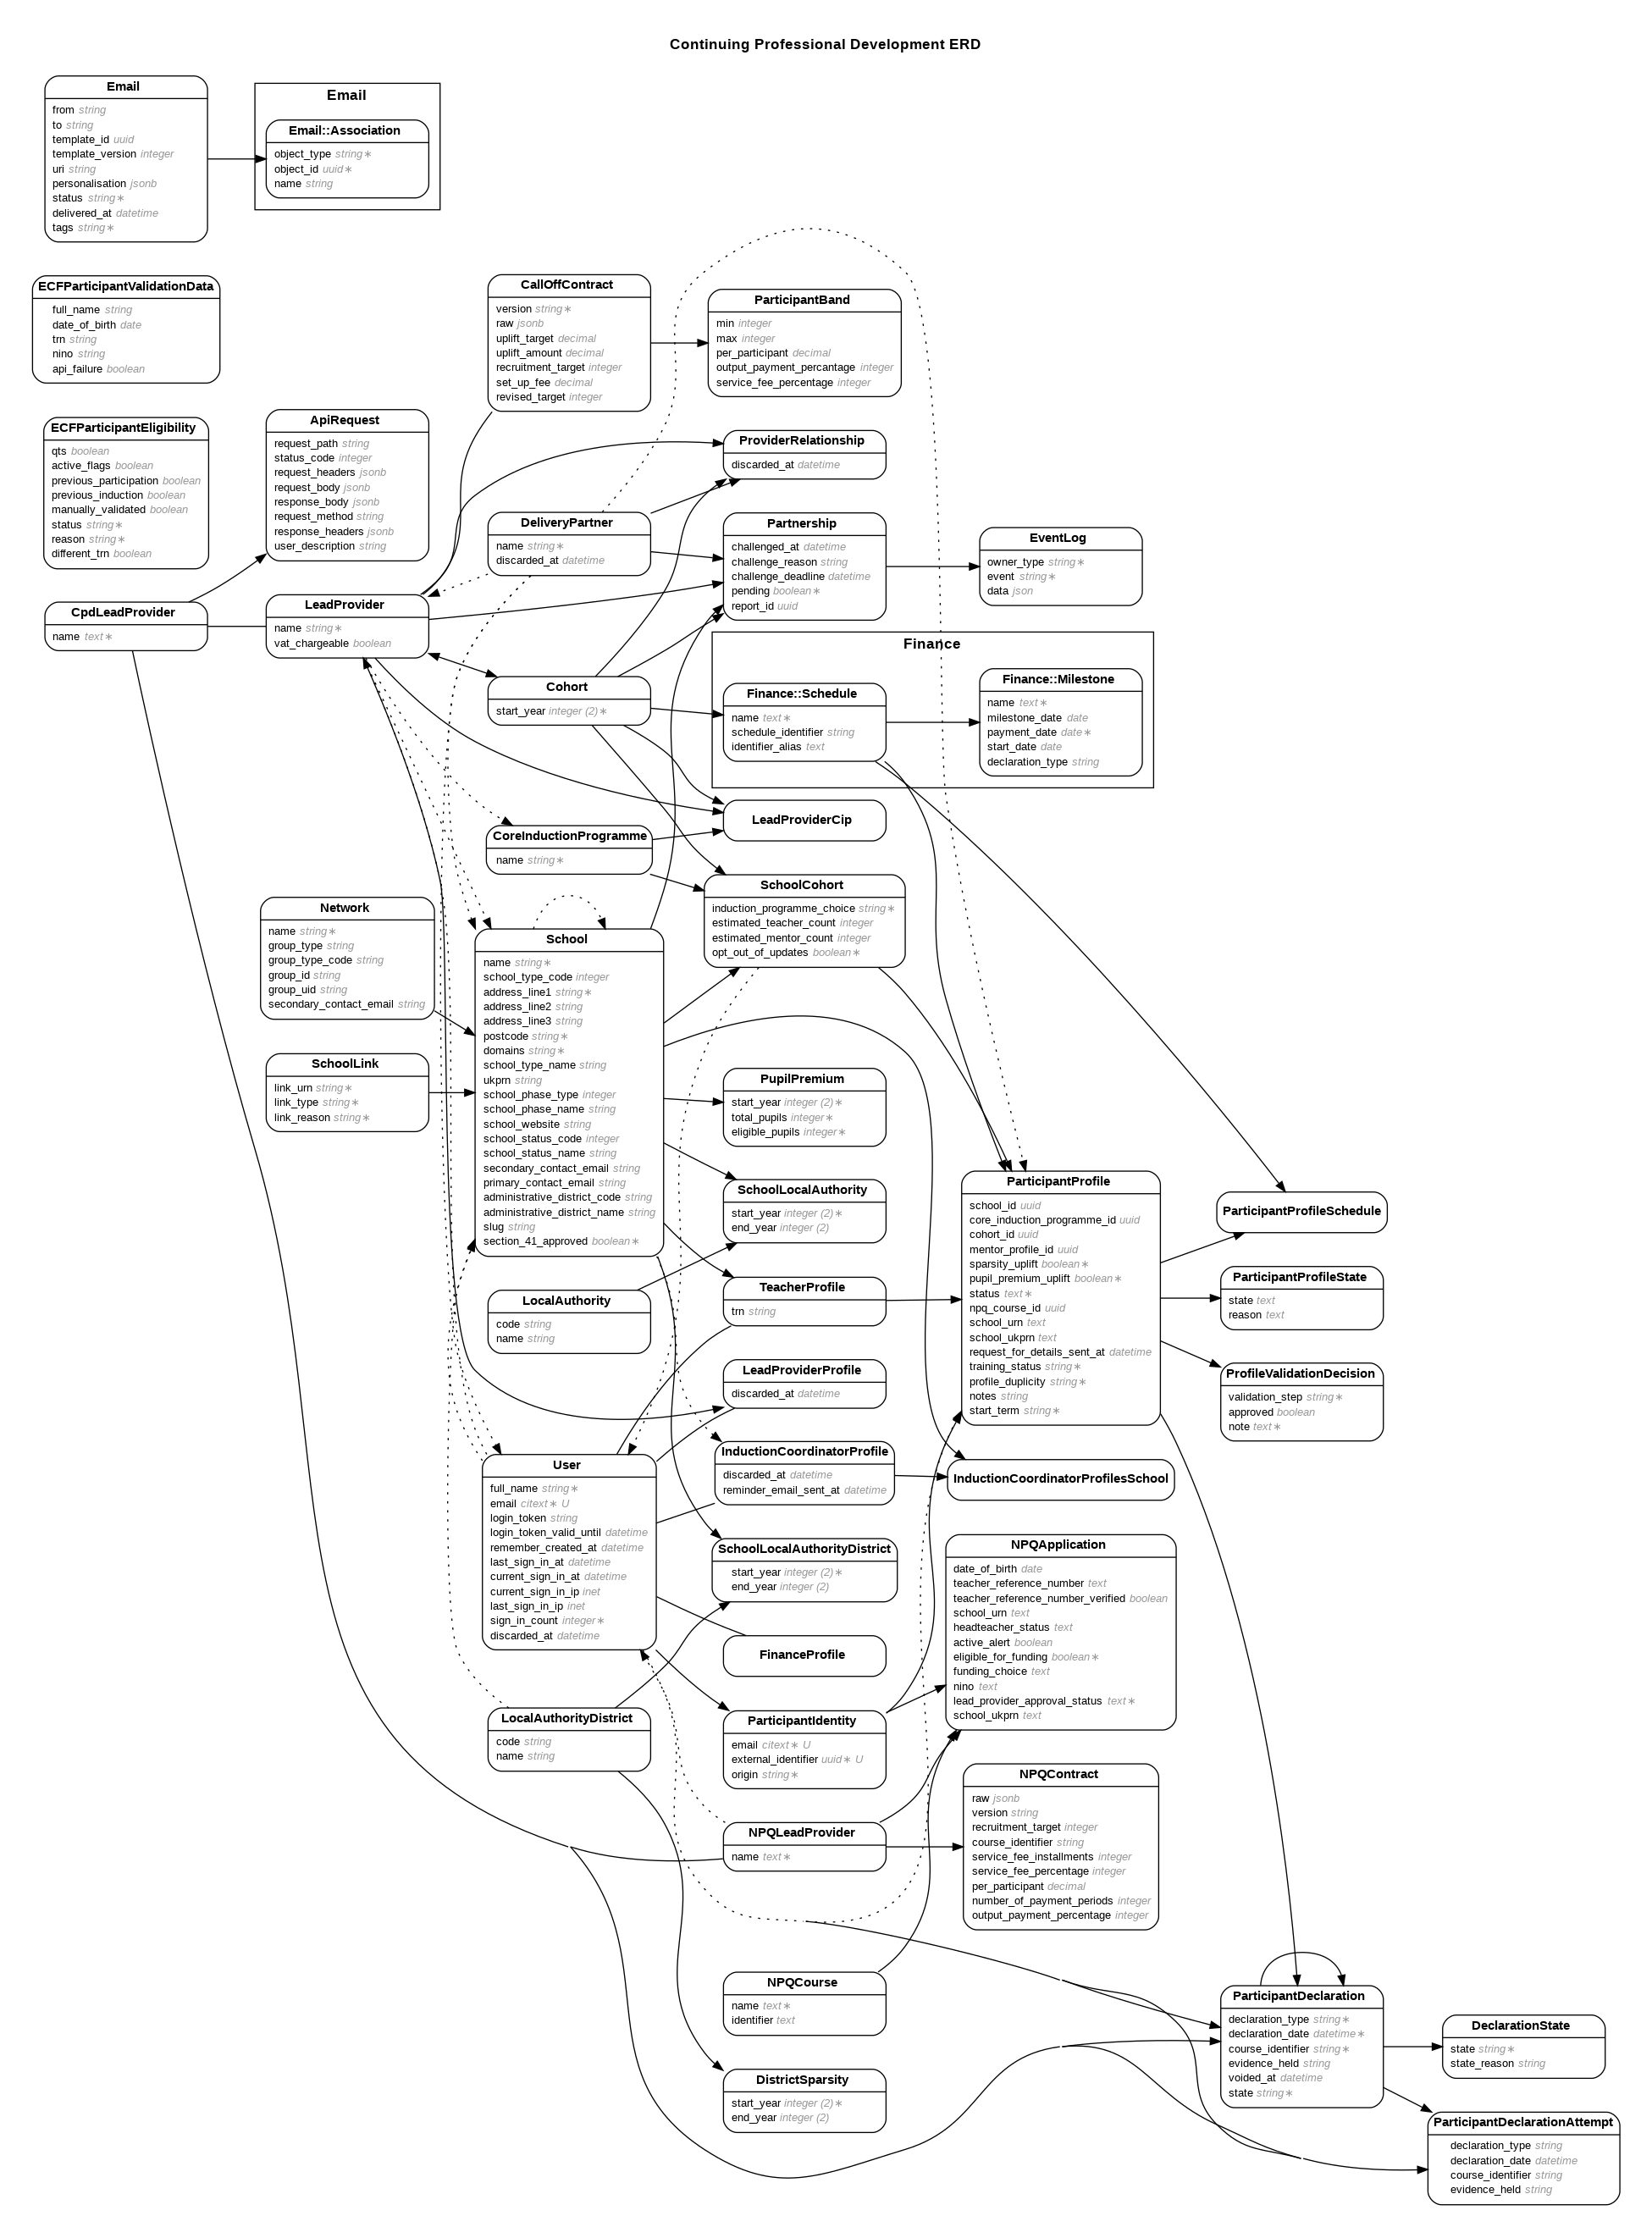 Continuing Professional Development ERD
Email
from string
to string
template_id uuid
template_version integer
uri string
personalisation jsonb
status string∗
delivered_at datetime
tags string∗
Email
Email::Association
object_type string∗
object_id uuid∗
name string
ECFParticipantValidationData
full_name string
date_of_birth date
trn string
nino string
api_failure boolean
ECFParticipantEligibility
qts boolean
active_flags boolean
previous_participation boolean
previous_induction boolean
manually_validated boolean
status string∗
reason string∗
different_trn boolean
CpdLeadProvider
name text∗
ApiRequest
request_path string
status_code integer
request_headers jsonb
request_body jsonb
response_body jsonb
request_method string
response_headers jsonb
user_description string
LeadProvider
name string∗
vat_chargeable boolean
Network
name string∗
group_type string
group_type_code string
group_id string
group_uid string
secondary_contact_email string
SchoolLink
link_urn string∗
link_type string∗
link_reason string∗
CallOffContract
version string∗
raw jsonb
uplift_target decimal
uplift_amount decimal
recruitment_target integer
set_up_fee decimal
revised_target integer
DeliveryPartner
name string∗
discarded_at datetime
Cohort
start_year integer (2)∗
CoreInductionProgramme
name string∗
School
name string∗
school_type_code integer
address_line1 string∗
address_line2 string
address_line3 string
postcode string∗
domains string∗
school_type_name string
ukprn string
school_phase_type integer
school_phase_name string
school_website string
school_status_code integer
school_status_name string
secondary_contact_email string
primary_contact_email string
administrative_district_code string
administrative_district_name string
slug string
section_41_approved boolean∗
LocalAuthority
code string
name string
User
full_name string∗
email citext∗ U
login_token string
login_token_valid_until datetime
remember_created_at datetime
last_sign_in_at datetime
current_sign_in_at datetime
current_sign_in_ip inet
last_sign_in_ip inet
sign_in_count integer∗
discarded_at datetime
LocalAuthorityDistrict
code string
name string
ParticipantBand
min integer
max integer
per_participant decimal
output_payment_percantage integer
service_fee_percentage integer
ProviderRelationship
discarded_at datetime
Partnership
challenged_at datetime
challenge_reason string
challenge_deadline datetime
pending boolean∗
report_id uuid
EventLog
owner_type string∗
event string∗
data json
Finance
Finance::Schedule
name text∗
schedule_identifier string
identifier_alias text
Finance::Milestone
name text∗
milestone_date date
payment_date date∗
start_date date
declaration_type string
LeadProviderCip
SchoolCohort
induction_programme_choice string∗
estimated_teacher_count integer
estimated_mentor_count integer
opt_out_of_updates boolean∗
PupilPremium
start_year integer (2)∗
total_pupils integer∗
eligible_pupils integer∗
SchoolLocalAuthority
start_year integer (2)∗
end_year integer (2)
TeacherProfile
trn string
LeadProviderProfile
discarded_at datetime
InductionCoordinatorProfile
discarded_at datetime
reminder_email_sent_at datetime
SchoolLocalAuthorityDistrict
start_year integer (2)∗
end_year integer (2)
FinanceProfile
ParticipantIdentity
email citext∗ U
external_identifier uuid∗ U
origin string∗
NPQLeadProvider
name text∗
NPQCourse
name text∗
identifier text
DistrictSparsity
start_year integer (2)∗
end_year integer (2)
ParticipantProfile
school_id uuid
core_induction_programme_id uuid
cohort_id uuid
mentor_profile_id uuid
sparsity_uplift boolean∗
pupil_premium_uplift boolean∗
status text∗
npq_course_id uuid
school_urn text
school_ukprn text
request_for_details_sent_at datetime
training_status string∗
profile_duplicity string∗
notes string
start_term string∗
InductionCoordinatorProfilesSchool
NPQApplication
date_of_birth date
teacher_reference_number text
teacher_reference_number_verified boolean
school_urn text
headteacher_status text
active_alert boolean
eligible_for_funding boolean∗
funding_choice text
nino text
lead_provider_approval_status text∗
school_ukprn text
NPQContract
raw jsonb
version string
recruitment_target integer
course_identifier string
service_fee_installments integer
service_fee_percentage integer
per_participant decimal
number_of_payment_periods integer
output_payment_percentage integer
ParticipantProfileSchedule
ParticipantProfileState
state text
reason text
ProfileValidationDecision
validation_step string∗
approved boolean
note text∗
ParticipantDeclaration
declaration_type string∗
declaration_date datetime∗
course_identifier string∗
evidence_held string
voided_at datetime
state string∗
DeclarationState
state string∗
state_reason string
ParticipantDeclarationAttempt
declaration_type string
declaration_date datetime
course_identifier string
evidence_held string